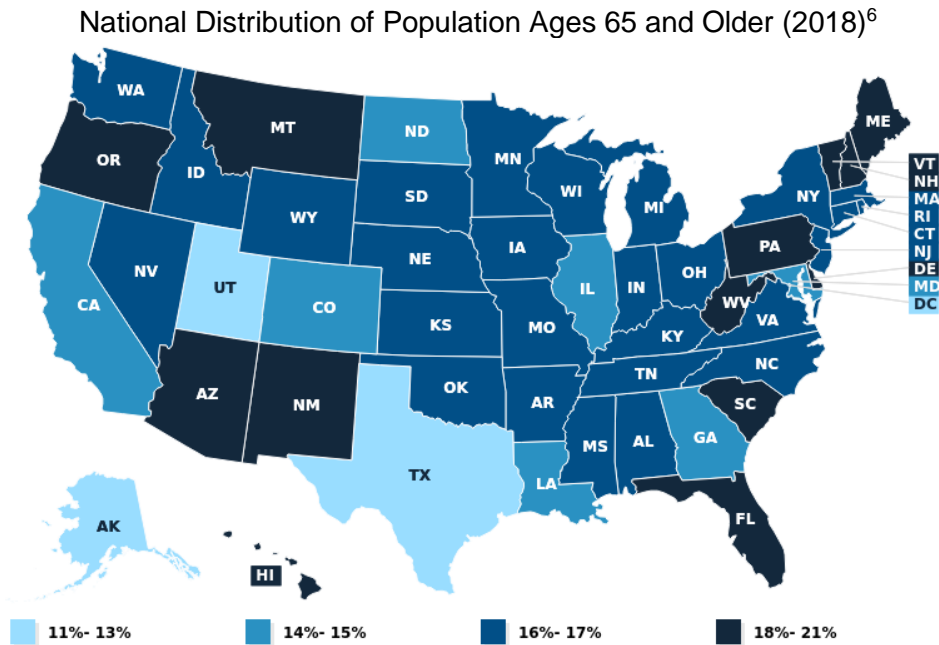 National Distribution of Population Ages 65 and Older (2018)⁶
WA
MT
ND
ME
OR
MN
VT
ID
SD
WI
NH
WY
MI
NY
MA
RI
CT
IA
PA
NJ
NV
NE
OH
DE
UT
IL
IN
MD
CA
CO
WV
DC
KS
MO
VA
KY
NC
TN
AZ
NM
OK
AR
SC
MS
AL
GA
TX
LA
FL
AK
HI
11%- 13%
14%- 15%
16%- 17%
18%- 21%